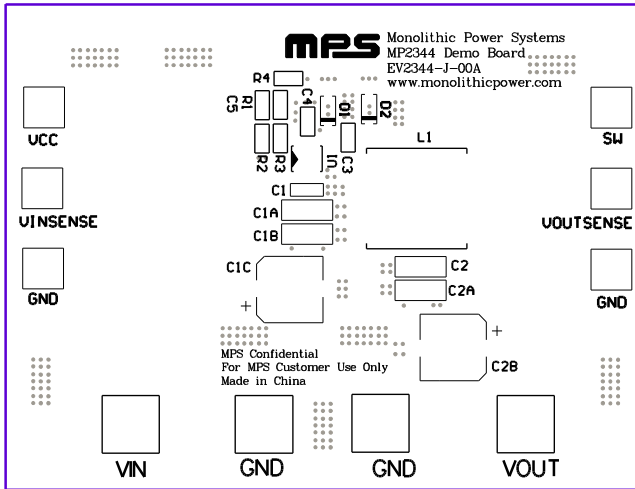 MPS
Monolithic Power Systems
MP2344 Demo Board
EV2344-J-00A
www.monolithicpower.com
R4
C5
R1
C4
D1
D2
VCC
SW
R2
R3
U1
C3
L1
C1
VINSENSE
C1A
VOUTSENSE
C1B
C1C
C2
GND
C2A
GND
+
+
MPS Confidential
For MPS Customer Use Only
Made in China
C2B
VIN
GND
GND
VOUT